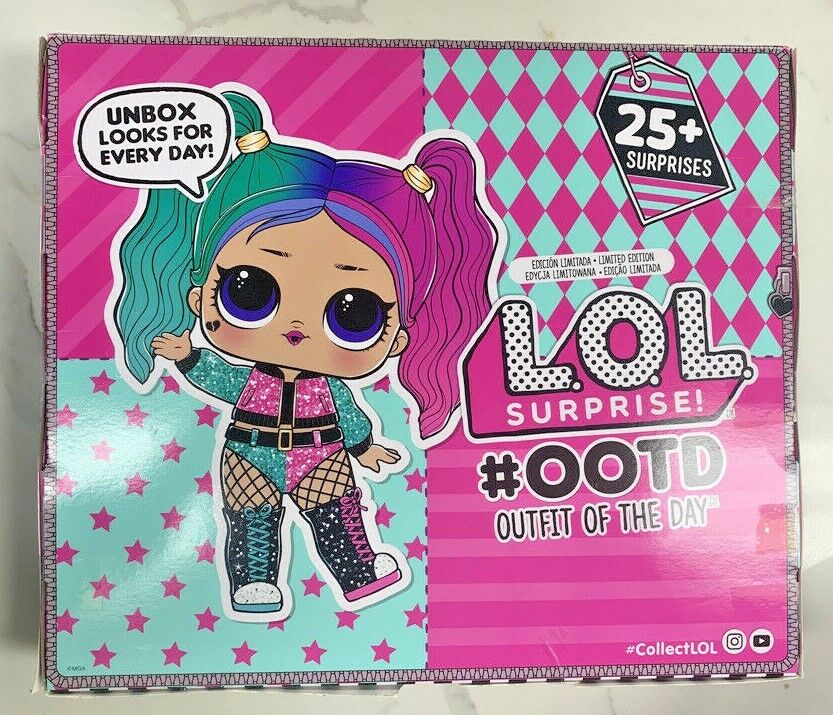 UNBOX
LOOKS FOR
EVERY DAY!
25+
SURPRISES
EDICIÓN LIMITADA • LIMITED EDITION
EDYCJA LIMITOWANA • EDIÇÃO LIMITADA
L.O.L.
SURPRISE!
#OOTD
OUTFIT OF THE DAY
#CollectLOL
©MGA